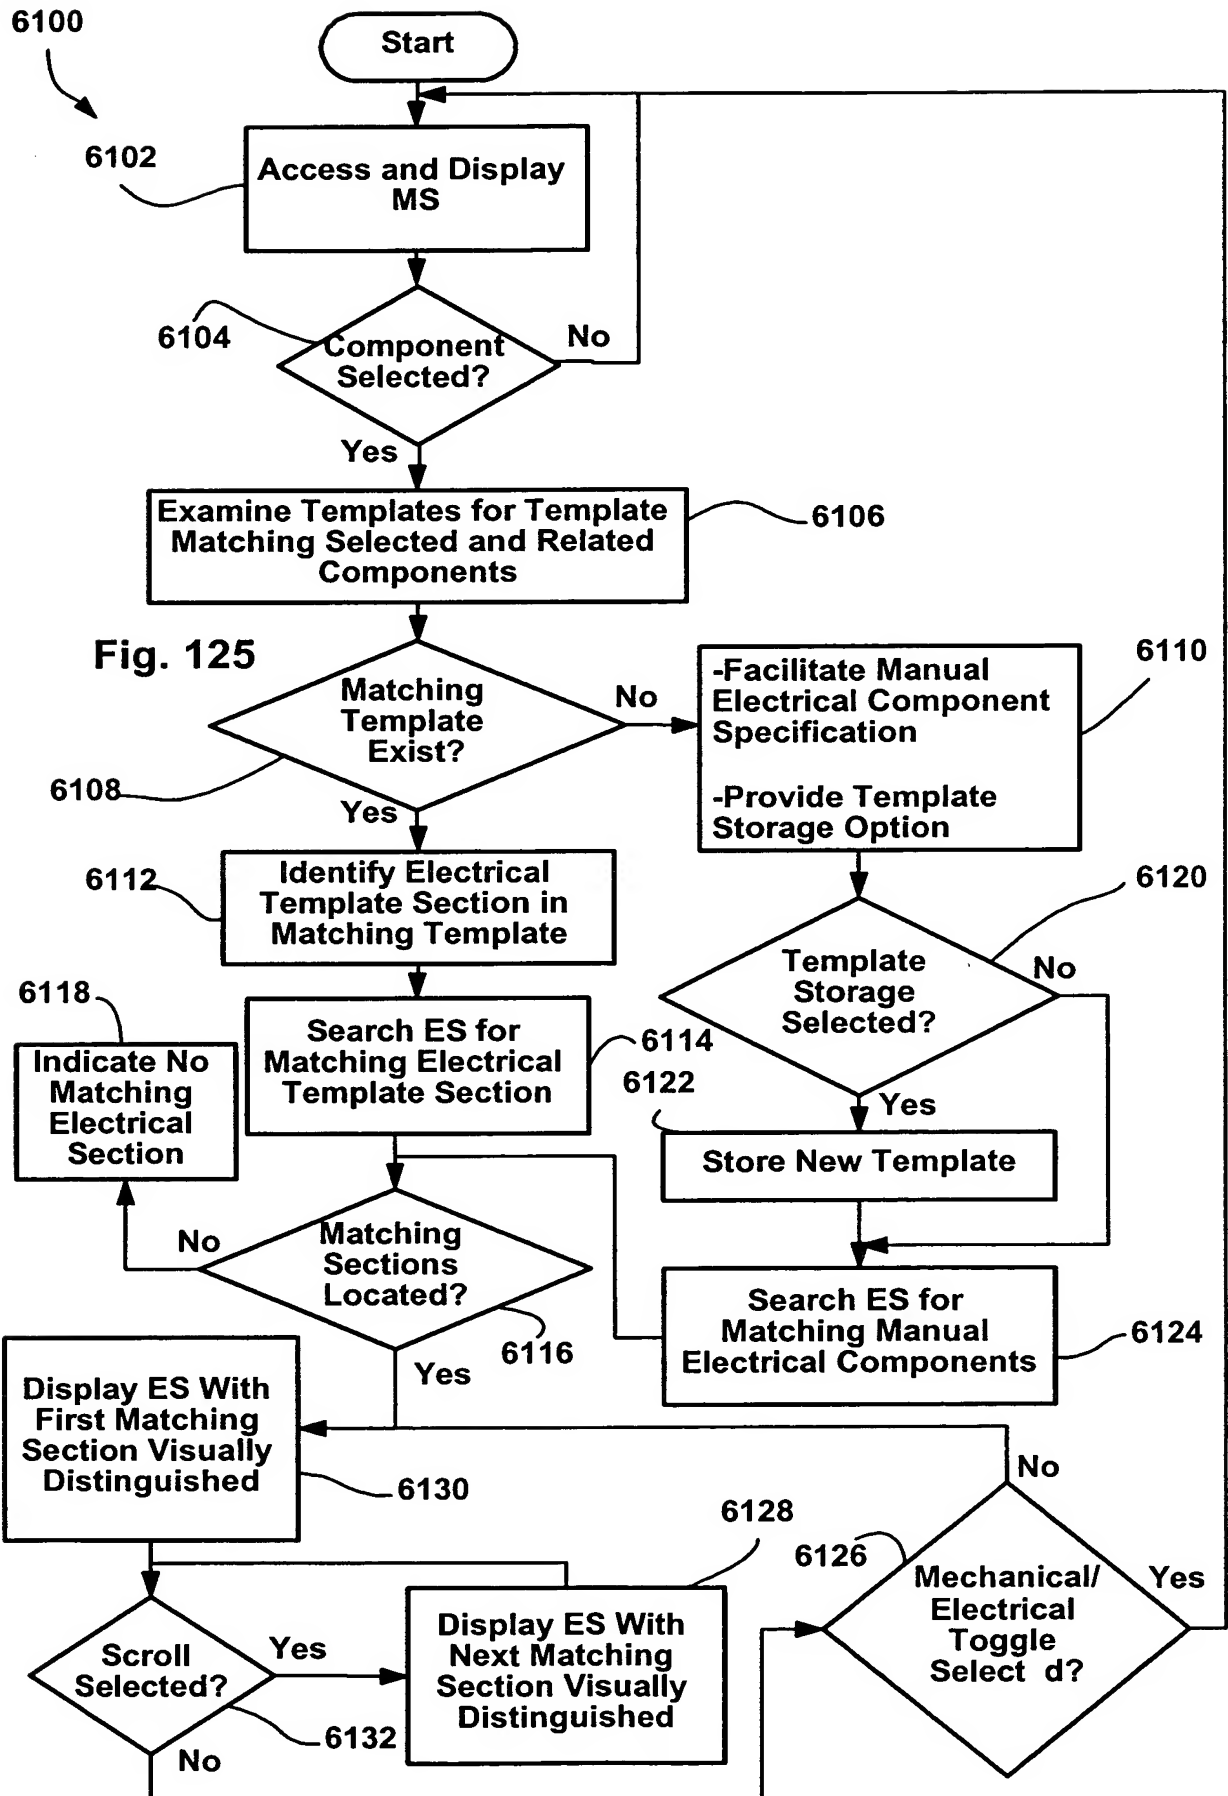 6100
Start
6102
Access and Display
MS
6104
Component
Selected?
No
Yes
Examine Templates for Template
Matching Selected and Related
Components
6106
Fig. 125
Matching
Template
Exist?
No
6108
Yes
-Facilitate Manual
Electrical Component
Specification
-Provide Template
Storage Option
6110
6112
Identify Electrical
Template Section in
Matching Template
6120
Template
Storage
Selected?
No
Yes
6118
Indicate No
Matching
Electrical
Section
Search ES for
Matching Electrical
Template Section
6114
6122
Store New Template
No
Matching
Sections
Located?
6116
Yes
Search ES for
Matching Manual
Electrical Components
6124
Display ES With
First Matching
Section Visually
Distinguished
6130
No
6128
6126
Mechanical/
Electrical
Toggle
Select d?
Yes
Scroll
Selected?
Yes
6132
No
Display ES With
Next Matching
Section Visually
Distinguished